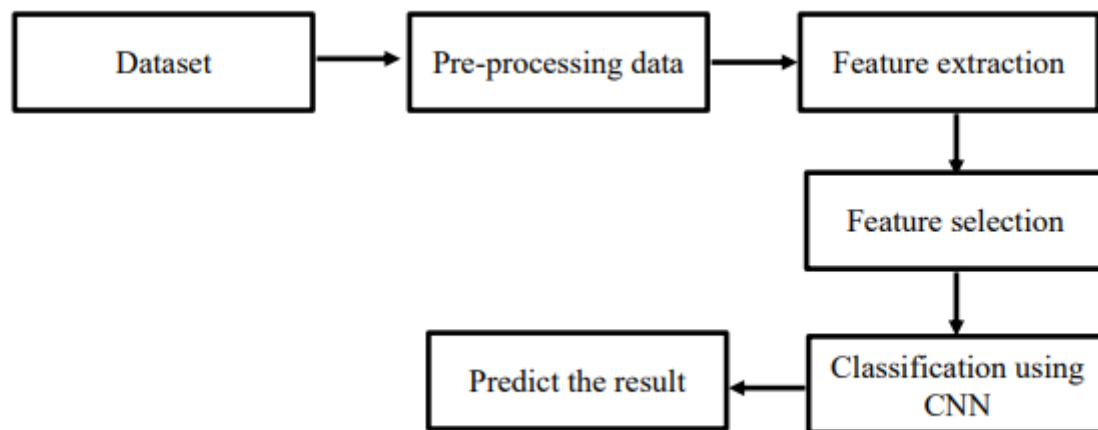 Dataset
Pre-processing data
Feature extraction
Feature selection
Classification using
CNN
Predict the result